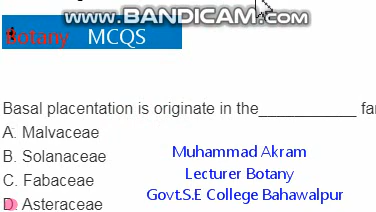 www.BANDICAM.com
Botany MCQS
Basal placentation is originate in the____________
A. Malvaceae
B. Solanaceae
C. Fabaceae
D. Asteraceae
Muhammad Akram
Lecturer Botany
Govt.S.E College Bahawalpur